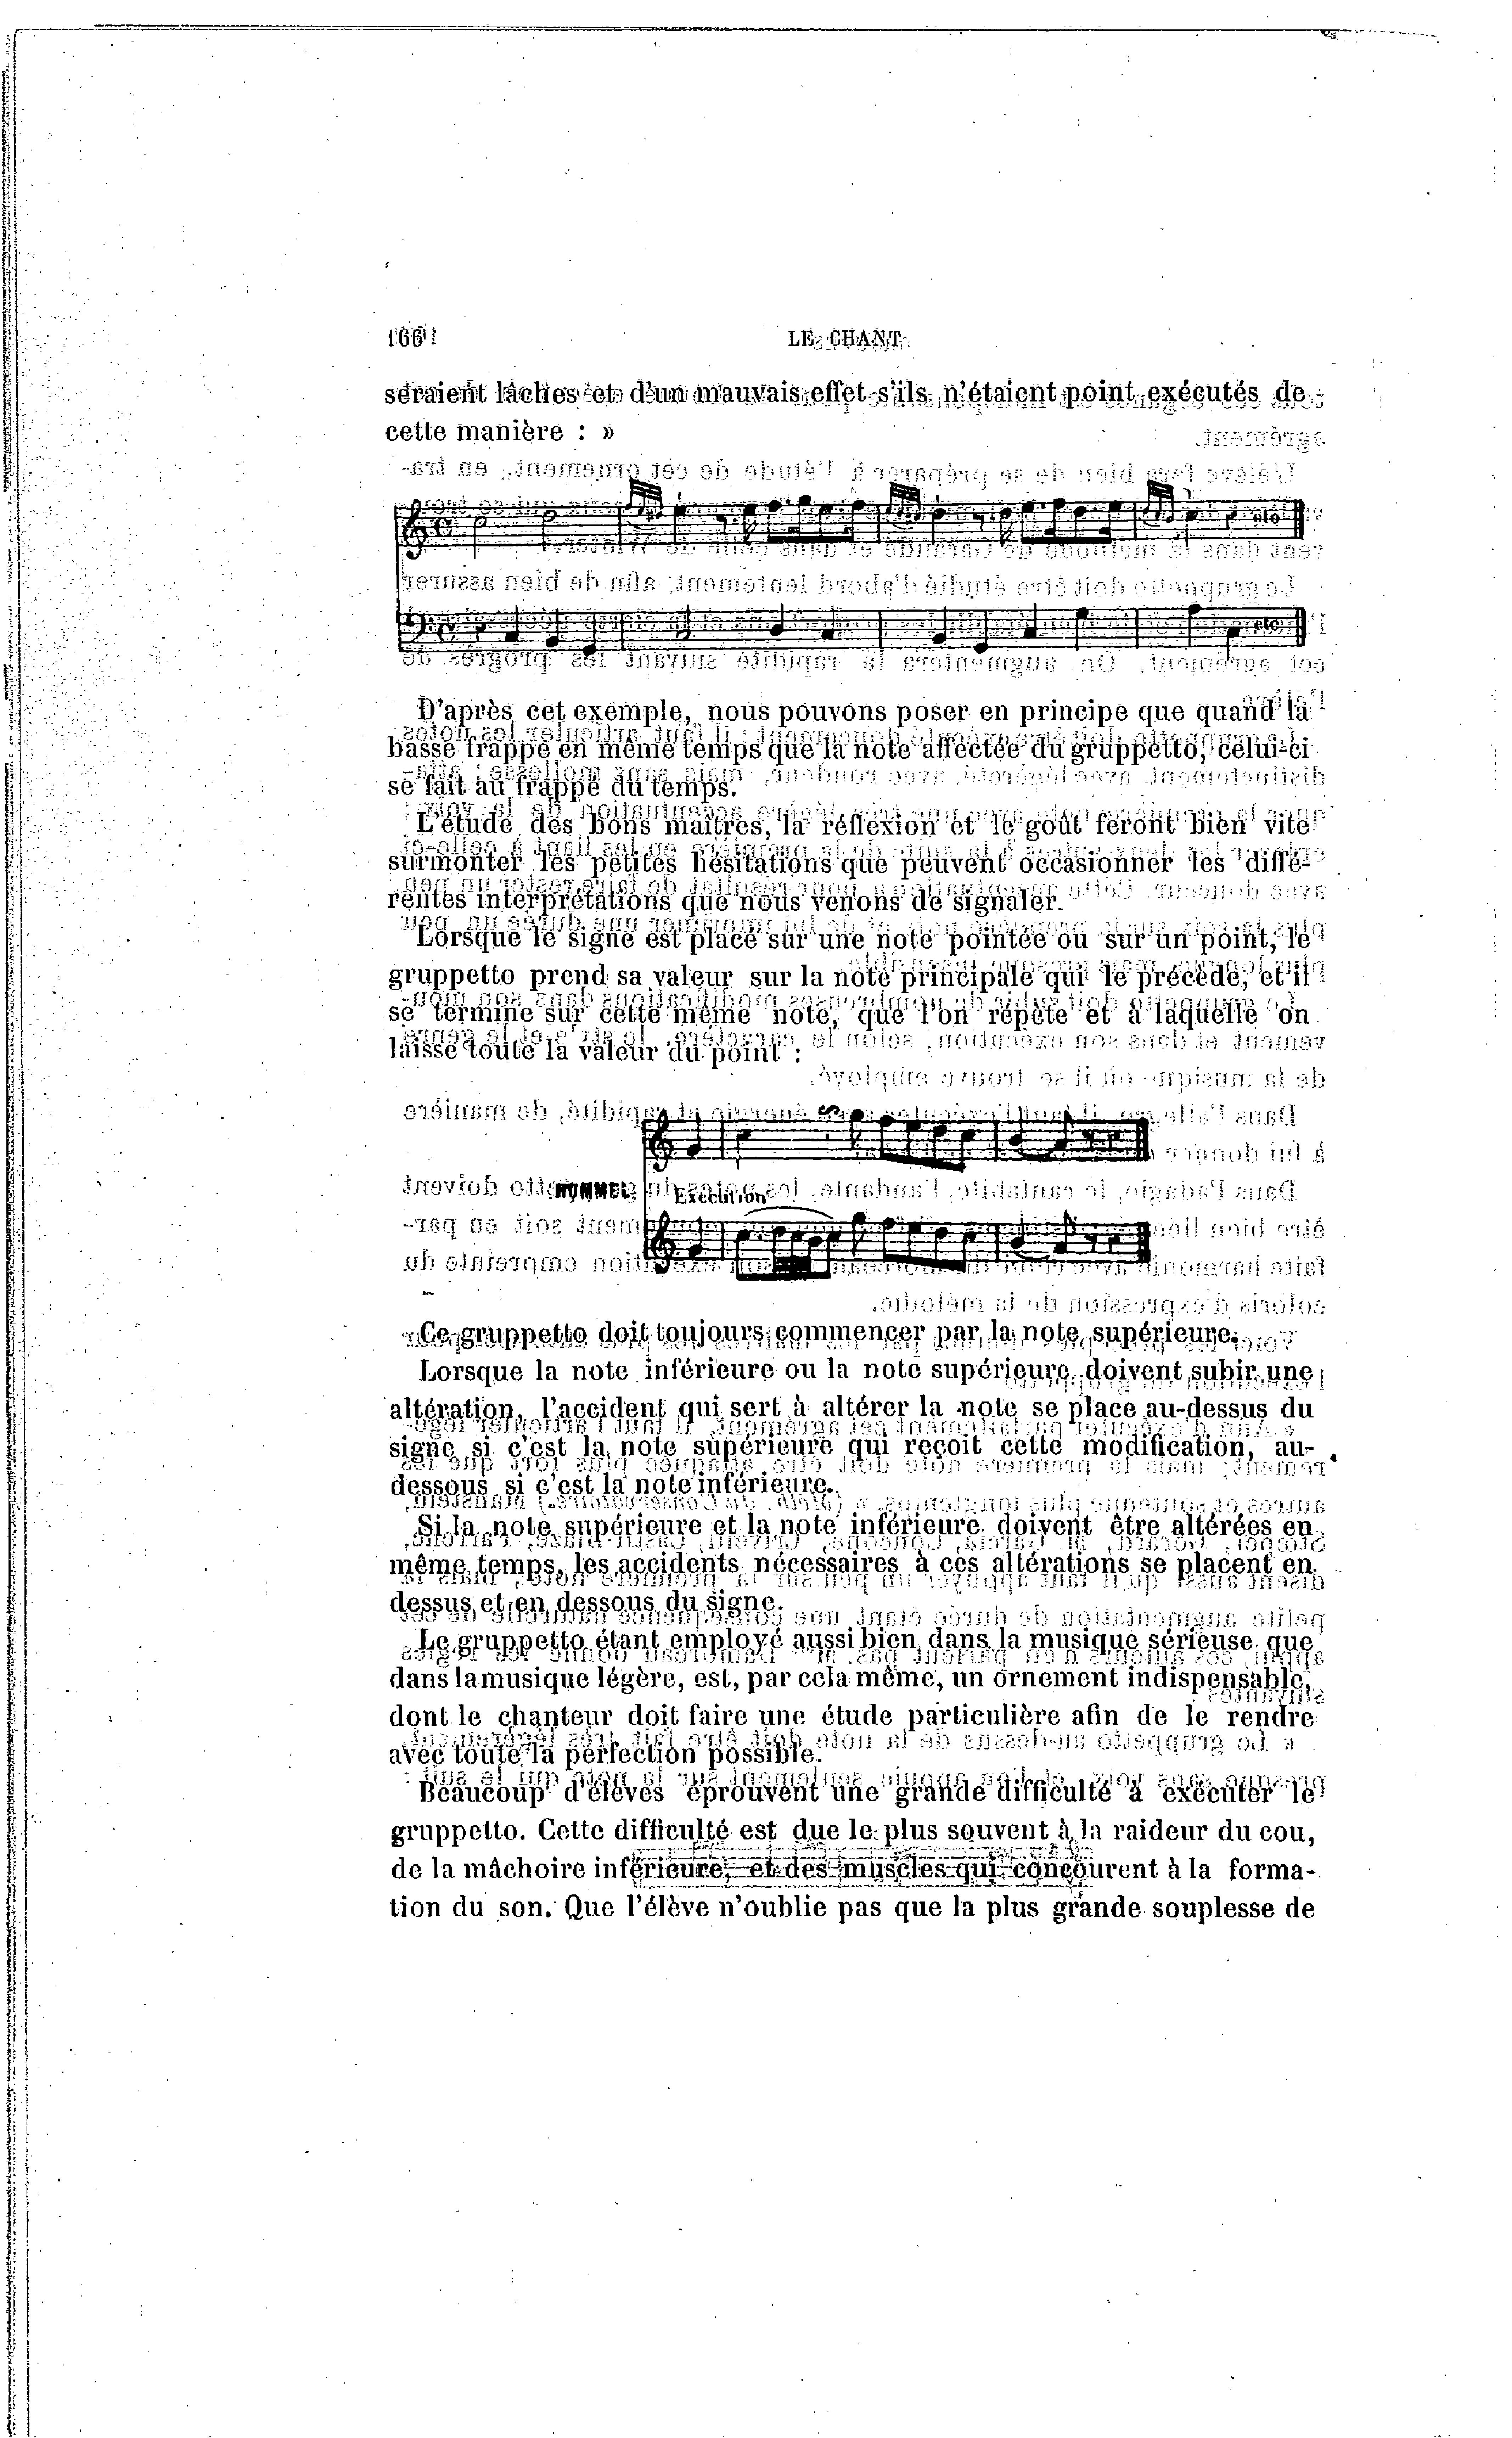 166
LE CHANT.
seraient lâches et d'un mauvais effet s'ils n'étaient point exécutés de
cette manière : »
etc
etc
D'après cet exemple, nous pouvons poser en principe que quand la
basse frappe en même temps que la note affectée du gruppetto, celui-ci
se fait au frappé du temps.
L'étude des bons maîtres, la réflexion et le goût feront bien vite
surmonter les petites hésitations que peuvent occasionner les diffé-
rentes interprétations que nous venons de signaler.
Lorsque le signe est placé sur une note pointée ou sur un point, le
gruppetto prend sa valeur sur la note principale qui le précède, et il
se termine sur cette même note, que l'on répète et à laquelle on
laisse toute la valeur du point :
Exécution
Ce gruppetto doit toujours commencer par la note supérieure.
Lorsque la note inférieure ou la note supérieure doivent subir une
altération, l'accident qui sert à altérer la note se place au-dessus du
signe si c'est la note supérieure qui reçoit cette modification, au-
dessous si c'est la note inférieure.
Si la note supérieure et la note inférieure doivent être altérées en
même temps, les accidents nécessaires à ces altérations se placent en
dessus et en dessous du signe.
Le gruppetto étant employé aussi bien dans la musique sérieuse que
dans la musique légère, est, par cela même, un ornement indispensable,
dont le chanteur doit faire une étude particulière afin de le rendre
avec toute la perfection possible.
Beaucoup d'élèves éprouvent une grande difficulté à exécuter le
gruppetto. Cette difficulté est due le plus souvent à la raideur du cou,
de la mâchoire inférieure, et des muscles qui concourent à la forma-
tion du son. Que l'élève n'oublie pas que la plus grande souplesse de